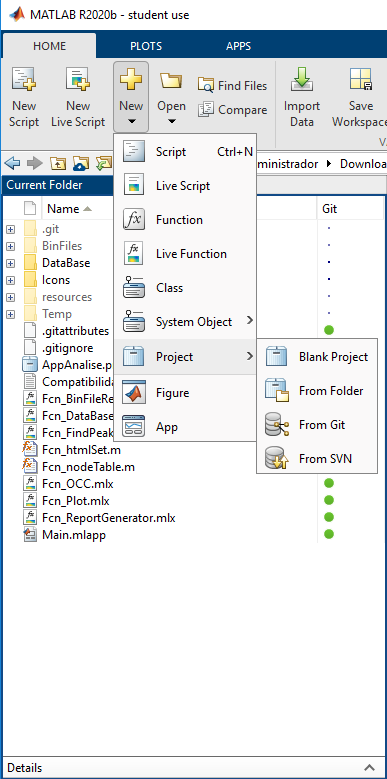 MATLAB R2020b - student use
HOME PLOTS APPS
New Script
New Live Script
New
Open
Find Files
Compare
Import Data
Save Workspace
ministrador Downloa
Current Folder
Name Git
.git
BinFiles
DataBase
Icons
resources
Temp
.gitattributes
.gitignore
AppAnalise.p
Compatibilida
Fcn_BinFileRe
Fcn_DataBase
Fcn_FindPeak
Fcn_htmlSet.m
Fcn_nodeTable.m
Fcn_OCC.mlx
Fcn_Plot.mlx
Fcn_ReportGenerator.mlx
Main.mlapp
Script Ctrl+N
Live Script
Function
Live Function
Class
System Object
Project
Figure
App
Blank Project
From Folder
From Git
From SVN
Details